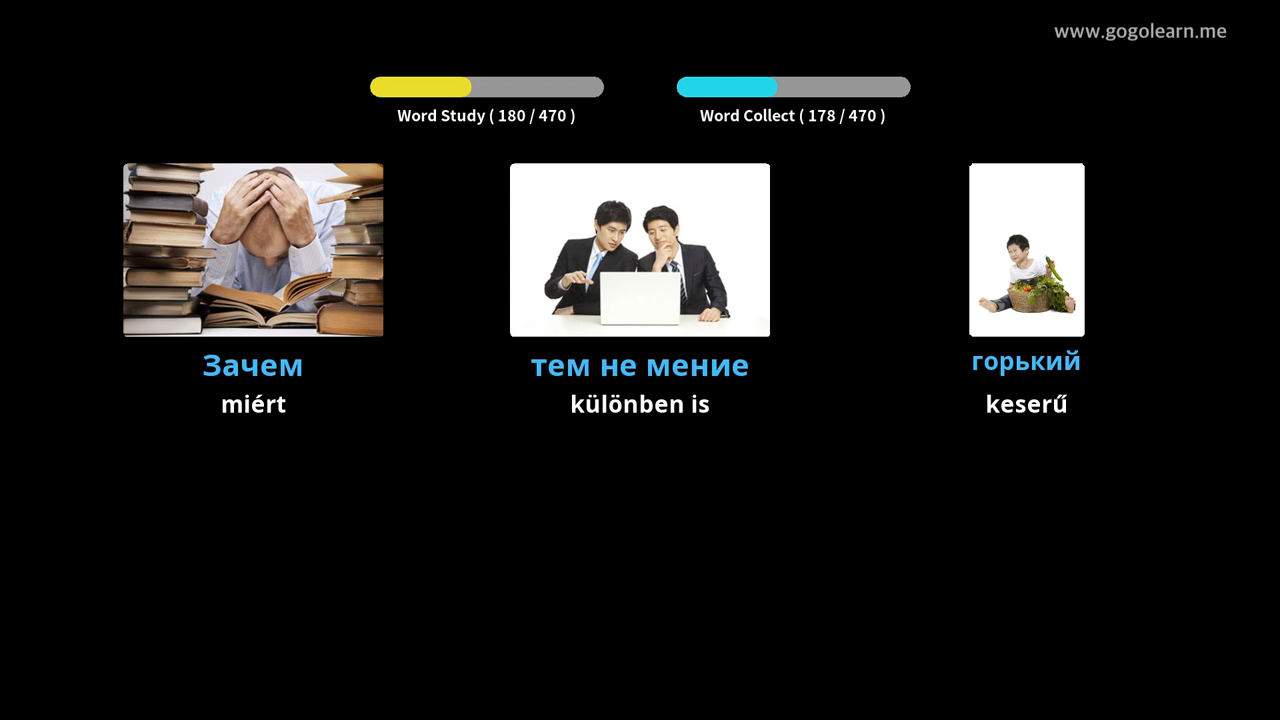 www.gogolearn.me
Word Study ( 180 / 470 )
Word Collect ( 178 / 470 )
Зачем
тем не мение
горький
miért
különben is
keserű